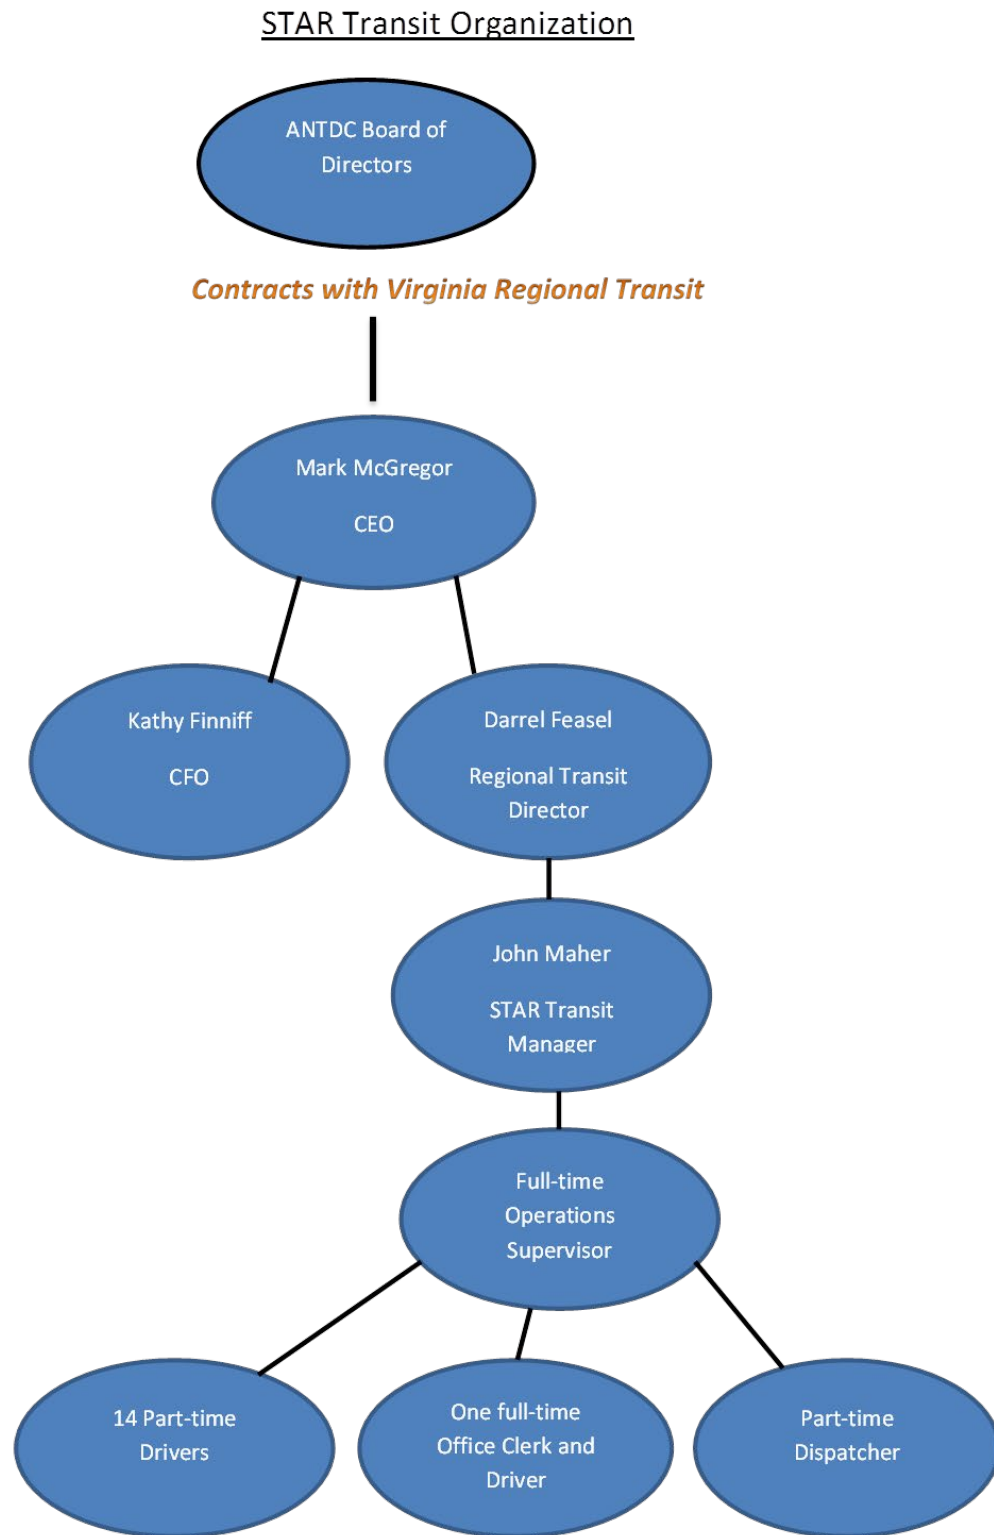 STAR Transit Organization
ANTDC Board of
Directors
Contracts with Virginia Regional Transit
Mark McGregor
CEO
Kathy Finniff
CFO
Darrel Feasel
Regional Transit
Director
John Maher
STAR Transit
Manager
Full-time
Operations
Supervisor
14 Part-time
Drivers
One full-time
Office Clerk and
Driver
Part-time
Dispatcher